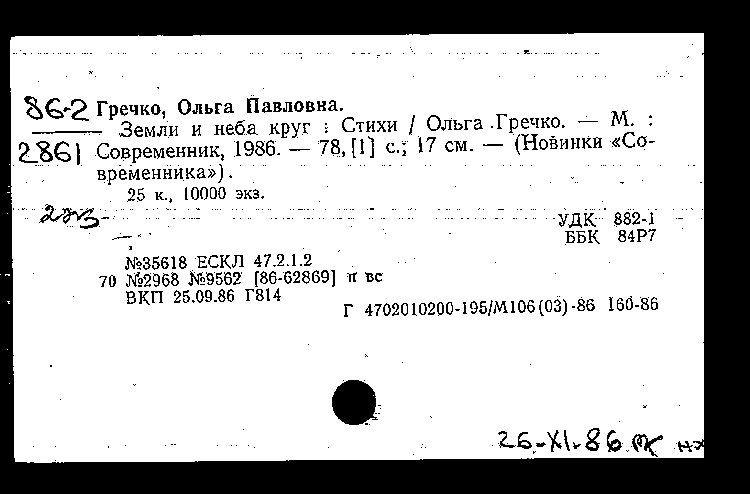 86-2 Гречко, Ольга Павловна.
2861 Земли и неба круг : Стихи / Ольга Гречко. — М. :
Современник, 1986. — 78, [1] с.; 17 см. — (Новинки «Со-
временника»).
25 к., 10000 экз.
УДК 882-1
ББК 84Р7
№35618 ЕСКЛ 47.2.1.2
70 №2968 №9562 [86-62869] п вс
ВКП 25.09.86 Г814
Г 4702010200-195/М106(03)-86 160-86
26-XI-86